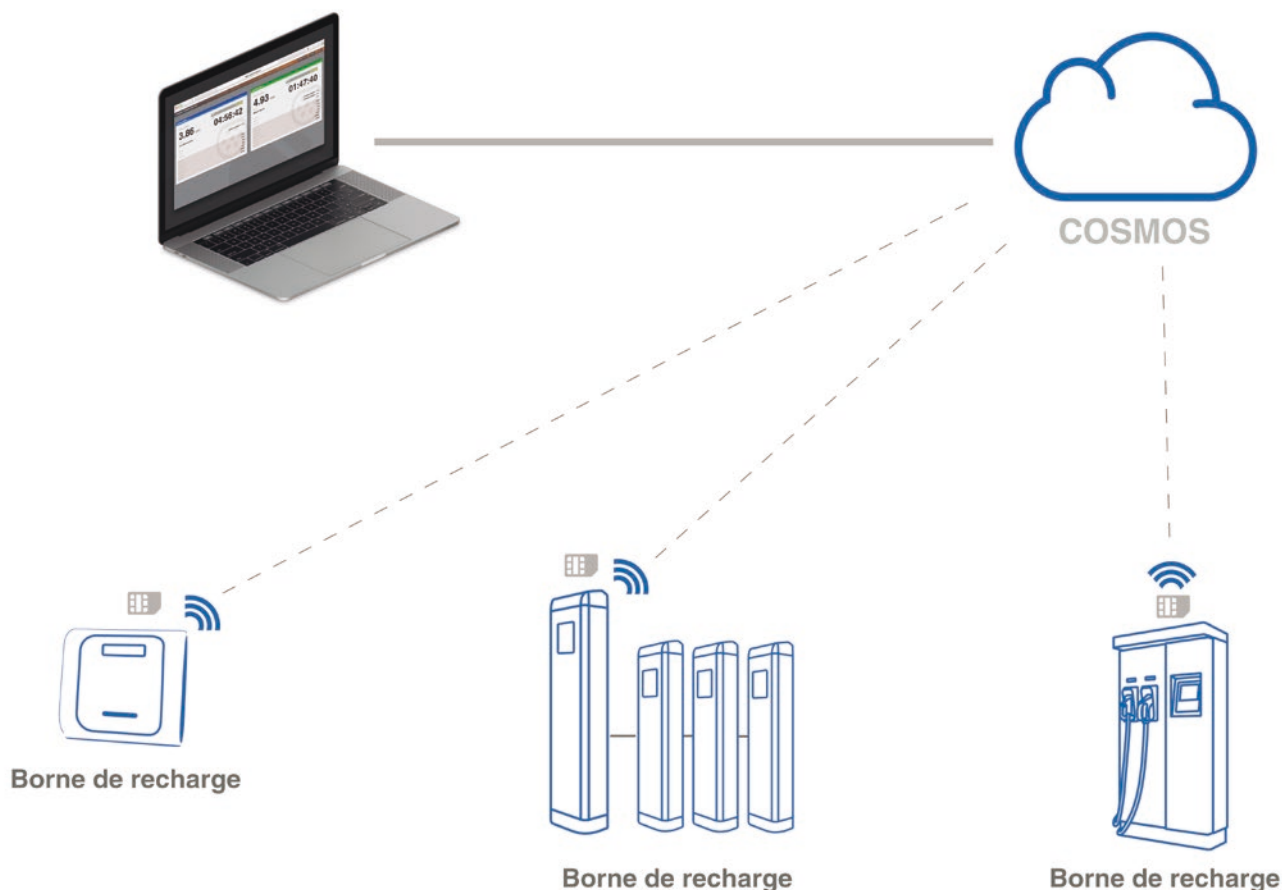 04:56:42
3.86
01:47:40
4.93
COSMOS
Borne de recharge
Borne de recharge
Borne de recharge